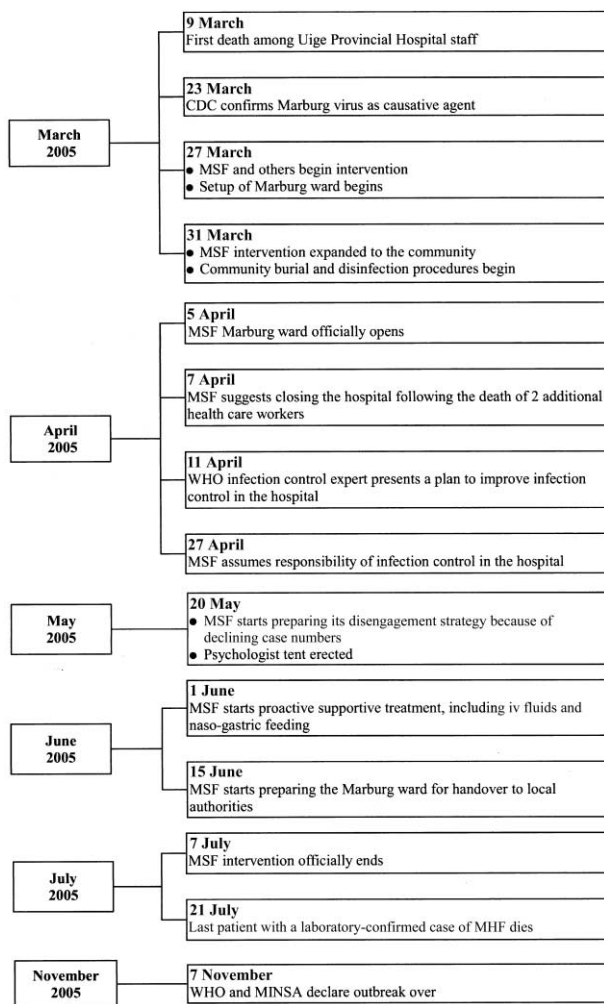 March
2005
9 March
First death among Uige Provincial Hospital staff
23 March
CDC confirms Marburg virus as causative agent
27 March
● MSF and others begin intervention
● Setup of Marburg ward begins
31 March
● MSF intervention expanded to the community
● Community burial and disinfection procedures begin
April
2005
5 April
MSF Marburg ward officially opens
7 April
MSF suggests closing the hospital following the death of 2 additional
health care workers
11 April
WHO infection control expert presents a plan to improve infection
control in the hospital
27 April
MSF assumes responsibility of infection control in the hospital
May
2005
20 May
● MSF starts preparing its disengagement strategy because of
declining case numbers
● Psychologist tent erected
June
2005
1 June
MSF starts proactive supportive treatment, including iv fluids and
naso-gastric feeding
15 June
MSF starts preparing the Marburg ward for handover to local
authorities
July
2005
7 July
MSF intervention officially ends
21 July
Last patient with a laboratory-confirmed case of MHF dies
November
2005
7 November
WHO and MINSA declare outbreak over